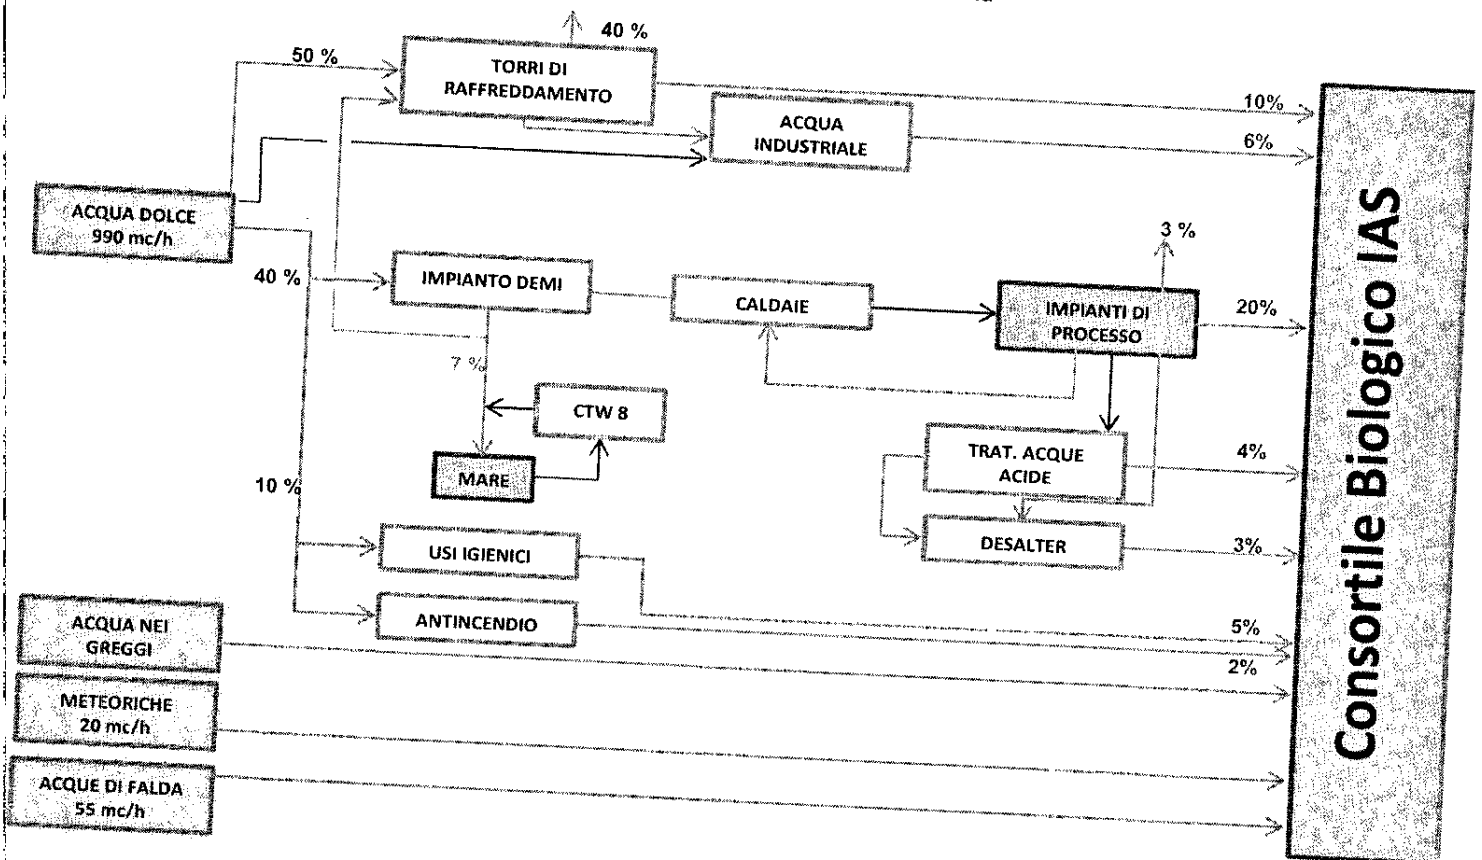 40 %
50 %
TORRI DI
RAFFREDDAMENTO
10%
ACQUA
INDUSTRIALE
6%
ACQUA DOLCE
990 mc/h
3 %
40 %
IMPIANTO DEMI
CALDAIE
IMPIANTI DI
PROCESSO
20%
7 %
CTW 8
MARE
TRAT. ACQUE
ACIDE
4%
10 %
USI IGIENICI
DESALTER
3%
ANTINCENDIO
5%
ACQUA NEI
GREGGI
2%
METEORICHE
20 mc/h
ACQUE DI FALDA
55 mc/h
Consortile Biologico IAS